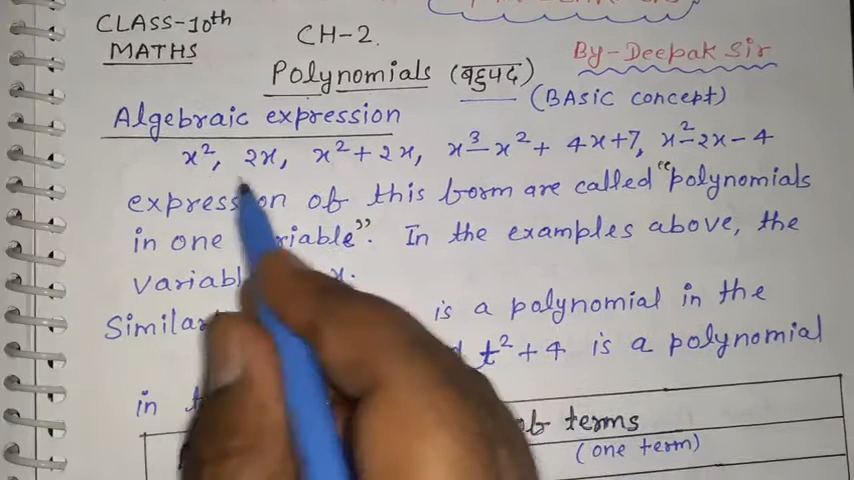 CLASS-10th
CH-2.
MATHS
By-Deepak Sir
Polynomials (बहुपद)
(BASIC concept)
Algebraic expression
x², 2x, x²+2x, x³-x²+4x+7, x²-2x-4
expression of this form are called "polynomials
in one variable". In the examples above, the
is a polynomial in the
t²+4 is a polynomial
in
of terms
(one term)